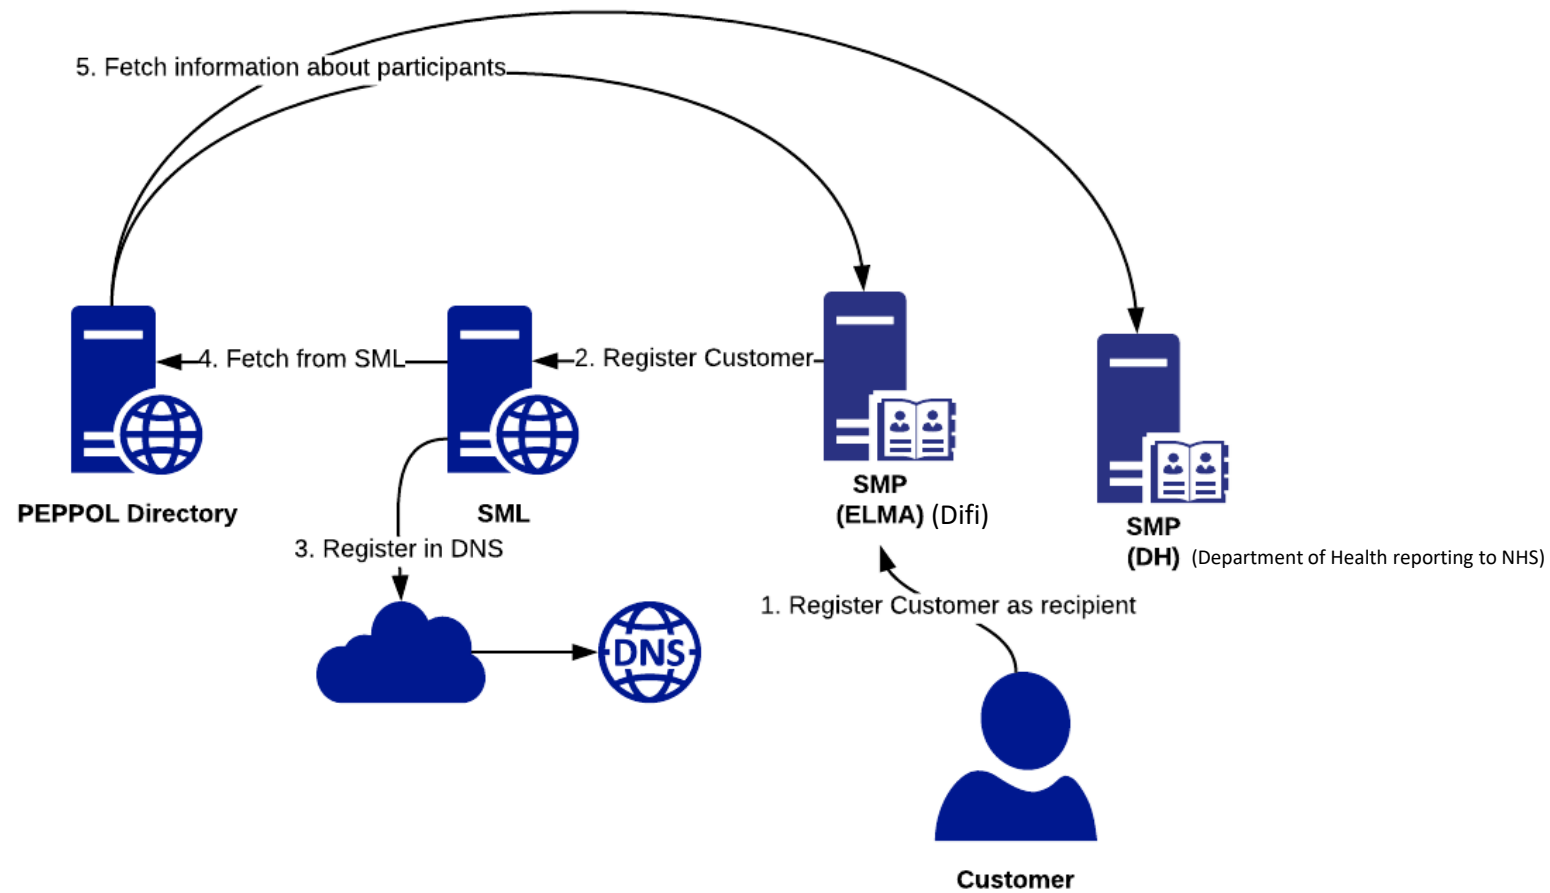 5. Fetch information about participants
4. Fetch from SML
2. Register Customer
PEPPOL Directory
SML
SMP
(ELMA) (Difi)
SMP
(DH) (Department of Health reporting to NHS)
3. Register in DNS
1. Register Customer as recipient
DNS
Customer